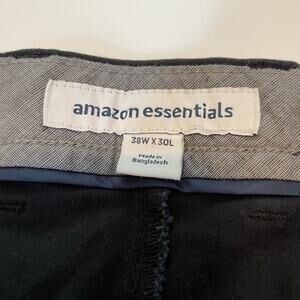 amazon essentials
38W X 30L
Made in
Bangladesh